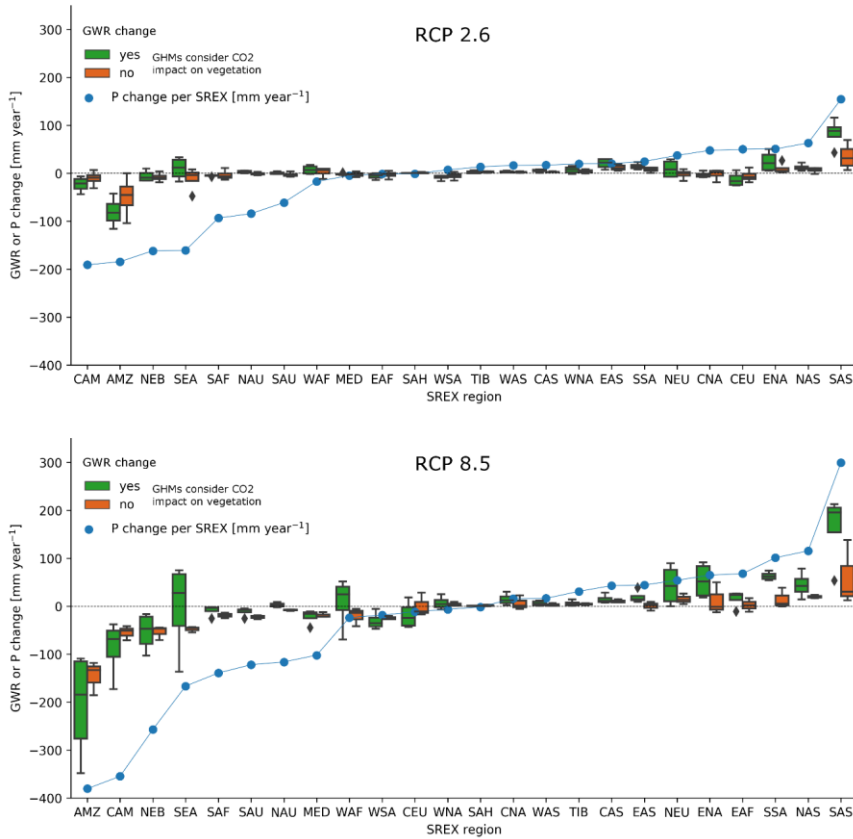 RCP 2.6
GWR change
yes
no
GHMs consider CO2
impact on vegetation
P change per SREX [mm year−1]
GWR or P change [mm year−1]
300
200
100
0
−100
−200
−300
−400
CAM AMZ NEB SEA SAF NAU SAU WAF MED EAF SAH WSA TIB WAS CAS WNA EAS SSA NEU CNA CEU ENA NAS SAS
SREX region
RCP 8.5
GWR change
yes
no
GHMs consider CO2
impact on vegetation
P change per SREX [mm year−1]
GWR or P change [mm year−1]
300
200
100
0
−100
−200
−300
−400
AMZ CAM NEB SEA SAF SAU NAU MED WAF WSA CEU WNA SAH CNA WAS TIB CAS EAS NEU ENA EAF SSA NAS SAS
SREX region